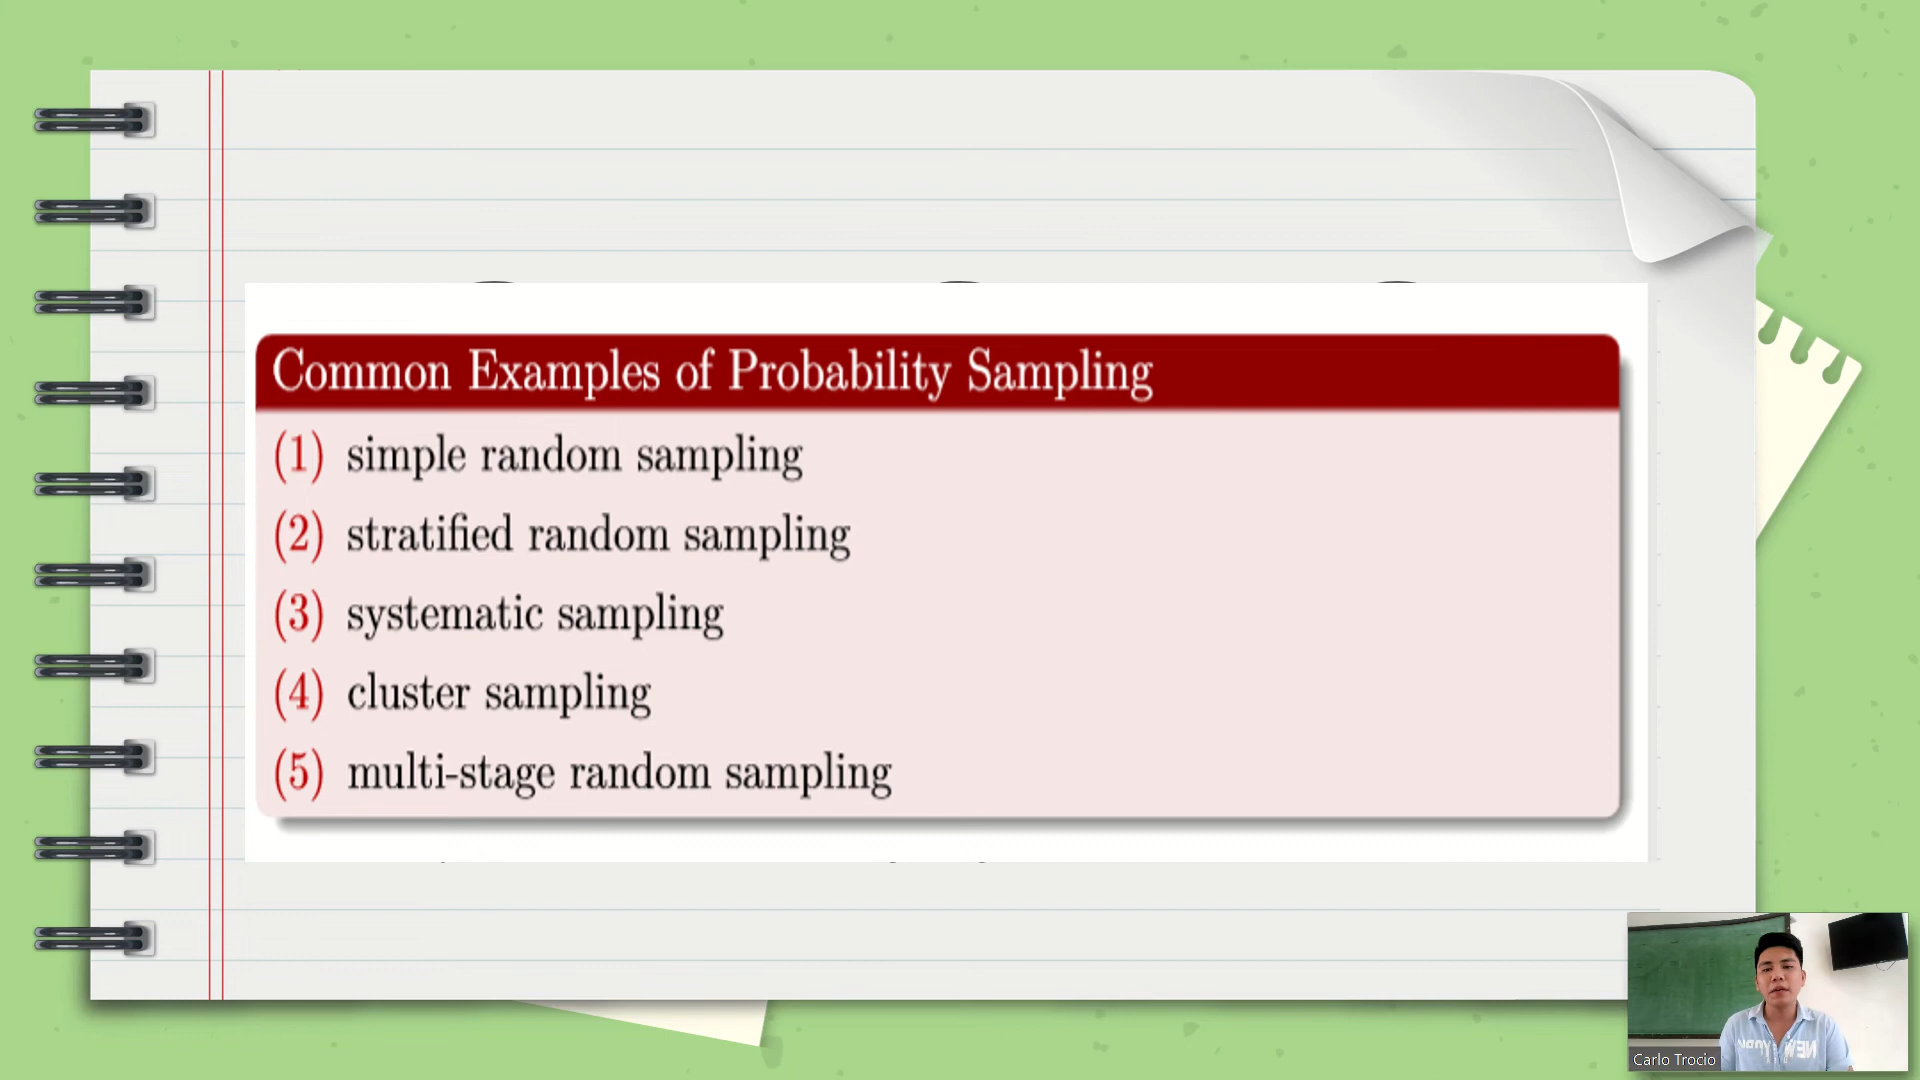 Common Examples of Probability Sampling
(1) simple random sampling
(2) stratified random sampling
(3) systematic sampling
(4) cluster sampling
(5) multi-stage random sampling
Carlo Trocio